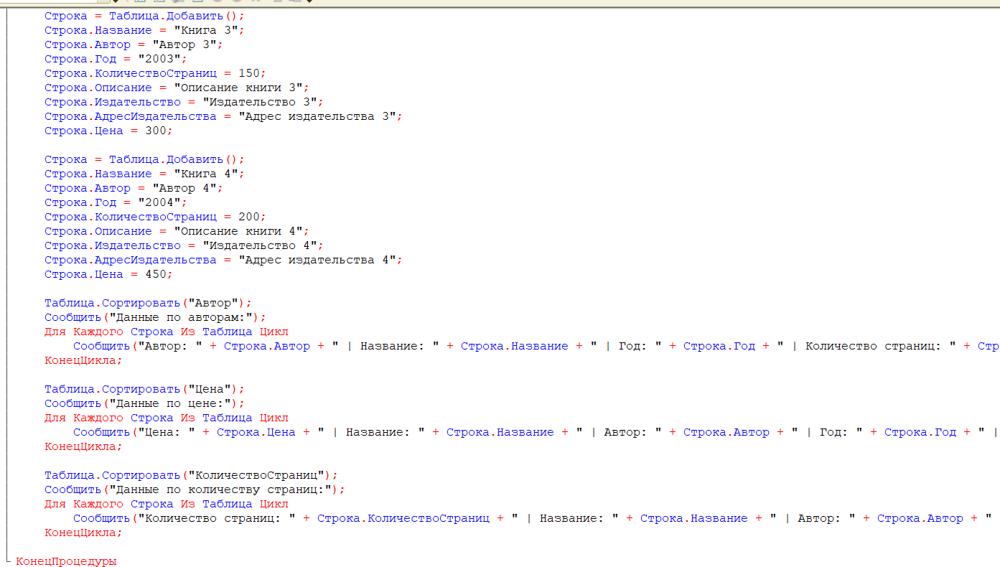 Строка = Таблица.Добавить();
Строка.Название = "Книга 3";
Строка.Автор = "Автор 3";
Строка.Год = "2003";
Строка.КоличествоСтраниц = 150;
Строка.Описание = "Описание книги 3";
Строка.Издательство = "Издательство 3";
Строка.АдресИздательства = "Адрес издательства 3";
Строка.Цена = 300;
Строка = Таблица.Добавить();
Строка.Название = "Книга 4";
Строка.Автор = "Автор 4";
Строка.Год = "2004";
Строка.КоличествоСтраниц = 200;
Строка.Описание = "Описание книги 4";
Строка.Издательство = "Издательство 4";
Строка.АдресИздательства = "Адрес издательства 4";
Строка.Цена = 450;
Таблица.Сортировать("Автор");
Сообщить("Данные по авторам:");
Для Каждого Строка Из Таблица Цикл
Сообщить("Автор: " + Строка.Автор + " | Название: " + Строка.Название + " | Год: " + Строка.Год + " | Количество страниц: " + Стр
КонецЦикла;
Таблица.Сортировать("Цена");
Сообщить("Данные по цене:");
Для Каждого Строка Из Таблица Цикл
Сообщить("Цена: " + Строка.Цена + " | Название: " + Строка.Название + " | Автор: " + Строка.Автор + " | Год: " + Строка.Год + " |
КонецЦикла;
Таблица.Сортировать("КоличествоСтраниц");
Сообщить("Данные по количеству страниц:");
Для Каждого Строка Из Таблица Цикл
Сообщить("Количество страниц: " + Строка.КоличествоСтраниц + " | Название: " + Строка.Название + " | Автор: " + Строка.Автор + "
КонецЦикла;
КонецПроцедуры